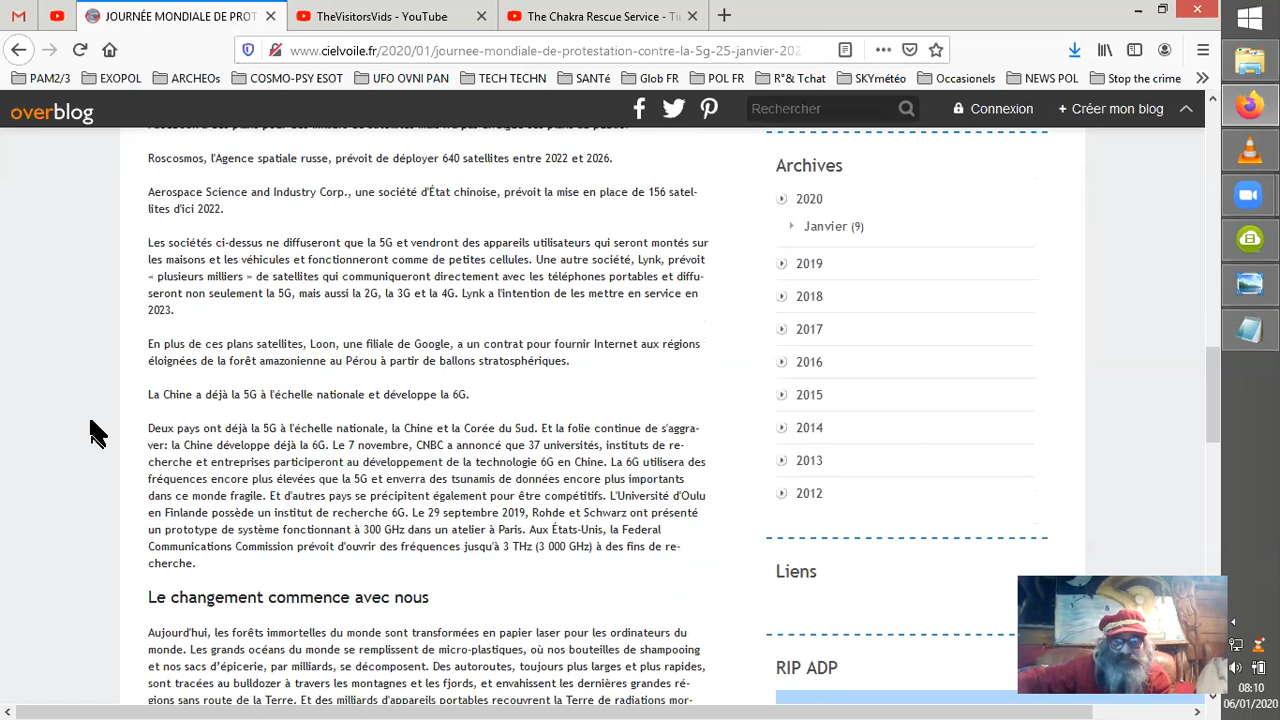 JOURNÉE MONDIALE DE PROT
TheVisitorsVids - YouTube
The Chakra Rescue Service - Ti
www.cielvoile.fr/2020/01/journee-mondiale-de-protestation-contre-la-5g-25-janvier-202
PAM2/3
EXOPOL
ARCHEOs
COSMO-PSY ESOT
UFO OVNI PAN
TECH TECHN
SANTé
Glob FR
POL FR
R°& Tchat
SKYmétéo
Occasionels
NEWS POL
Stop the crime
overblog
Rechercher
Connexion
+ Créer mon blog
Roscosmos, l'Agence spatiale russe, prévoit de déployer 640 satellites entre 2022 et 2026.
Aerospace Science and Industry Corp., une société d'État chinoise, prévoit la mise en place de 156 satel-
lites d'ici 2022.
Les sociétés ci-dessus ne diffuseront que la 5G et vendront des appareils utilisateurs qui seront montés sur
les maisons et les véhicules et fonctionneront comme de petites cellules. Une autre société, Lynk, prévoit
« plusieurs milliers » de satellites qui communiqueront directement avec les téléphones portables et diffu-
seront non seulement la 5G, mais aussi la 2G, la 3G et la 4G. Lynk a l'intention de les mettre en service en
2023.
En plus de ces plans satellites, Loon, une filiale de Google, a un contrat pour fournir Internet aux régions
éloignées de la forêt amazonienne au Pérou à partir de ballons stratosphériques.
La Chine a déjà la 5G à l'échelle nationale et développe la 6G.
Deux pays ont déjà la 5G à l'échelle nationale, la Chine et la Corée du Sud. Et la folie continue de s'aggra-
ver: la Chine développe déjà la 6G. Le 7 novembre, CNBC a annoncé que 37 universités, instituts de re-
cherche et entreprises participeront au développement de la technologie 6G en Chine. La 6G utilisera des
fréquences encore plus élevées que la 5G et enverra des tsunamis de données encore plus importants
dans ce monde fragile. Et d'autres pays se précipitent également pour être compétitifs. L'Université d'Oulu
en Finlande possède un institut de recherche 6G. Le 29 septembre 2019, Rohde et Schwarz ont présenté
un prototype de système fonctionnant à 300 GHz dans un atelier à Paris. Aux États-Unis, la Federal
Communications Commission prévoit d'ouvrir des fréquences jusqu'à 3 THz (3 000 GHz) à des fins de re-
cherche.
Le changement commence avec nous
Aujourd'hui, les forêts immortelles du monde sont transformées en papier laser pour les ordinateurs du
monde. Les grands océans du monde se remplissent de micro-plastiques, où nos bouteilles de shampooing
et nos sacs d'épicerie, par milliards, se décomposent. Des autoroutes, toujours plus larges et plus rapides,
sont tracées au bulldozer à travers les montagnes et les fjords, et envahissent les dernières grandes ré-
gions sans route de la Terre. Et des milliards d'appareils portables recouvrent la Terre de radiations mor-
Archives
2020
Janvier (9)
2019
2018
2017
2016
2015
2014
2013
2012
Liens
RIP ADP
08:10
06/01/2020